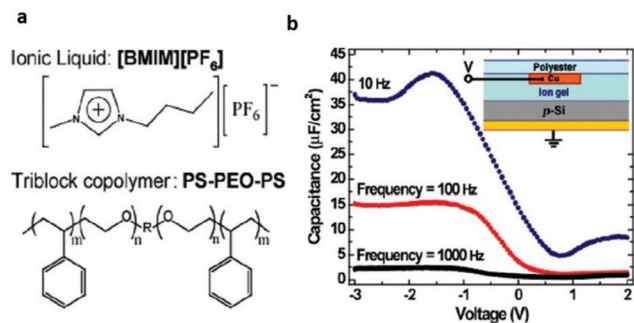 a
Ionic Liquid: [BMIM][PF6]
N
+
N
[PF6]−
Triblock copolymer: PS-PEO-PS
m
n
O
R
O
n
m
b
Capacitance (μF/cm²)
45
40
35
30
25
20
15
10
5
0
10 Hz
Frequency = 100 Hz
Frequency = 1000 Hz
V
Polyester
Cu
Ion gel
p-Si
-3
-2
-1
0
1
2
Voltage (V)